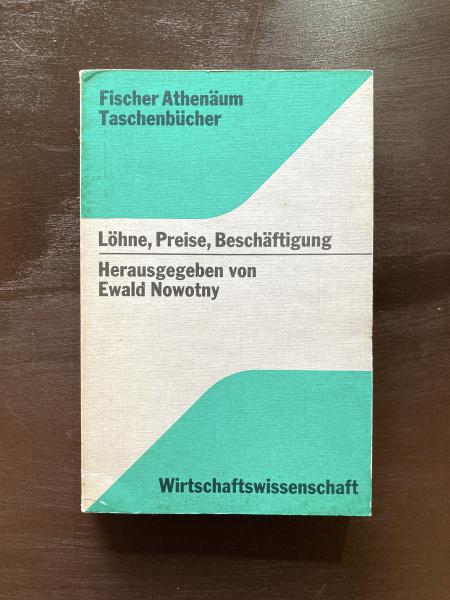 Fischer Athenäum
Taschenbücher
Löhne, Preise, Beschäftigung
Herausgegeben von
Ewald Nowotny
Wirtschaftswissenschaft